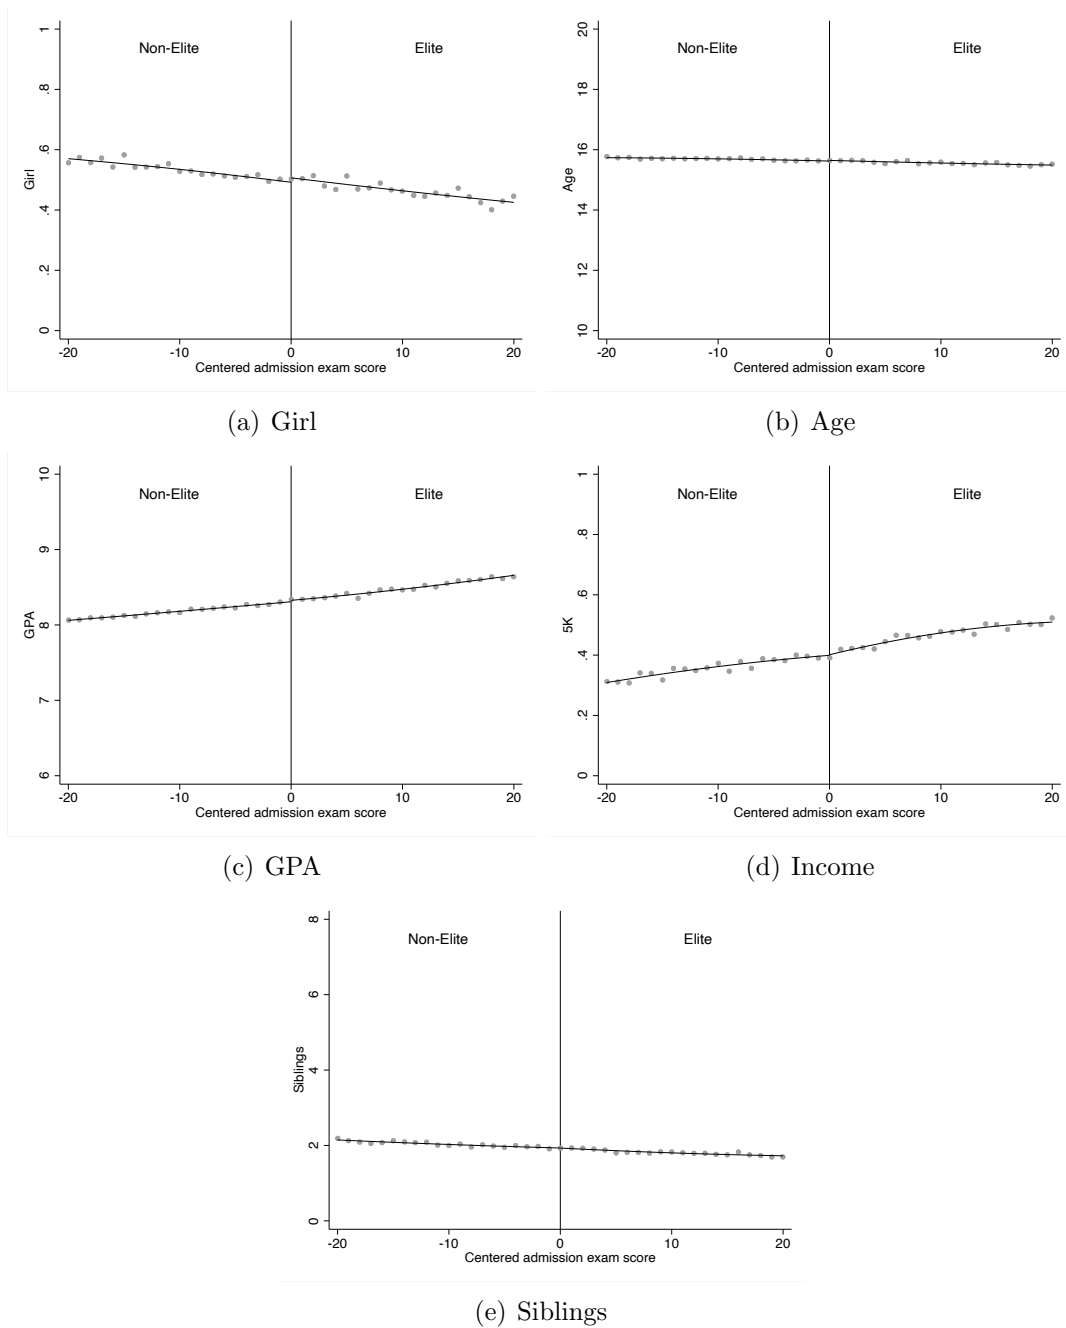 1
.8
.6
.4
.2
0
Girl
Non-Elite Elite
-20 -10 0 10 20
Centered admission exam score
(a) Girl
20
18
16
14
12
10
Age
Non-Elite Elite
-20 -10 0 10 20
Centered admission exam score
(b) Age
10
9
8
7
6
GPA
Non-Elite Elite
-20 -10 0 10 20
Centered admission exam score
(c) GPA
1
.8
.6
.4
.2
0
5K
Non-Elite Elite
-20 -10 0 10 20
Centered admission exam score
(d) Income
8
6
4
2
0
Siblings
Non-Elite Elite
-20 -10 0 10 20
Centered admission exam score
(e) Siblings